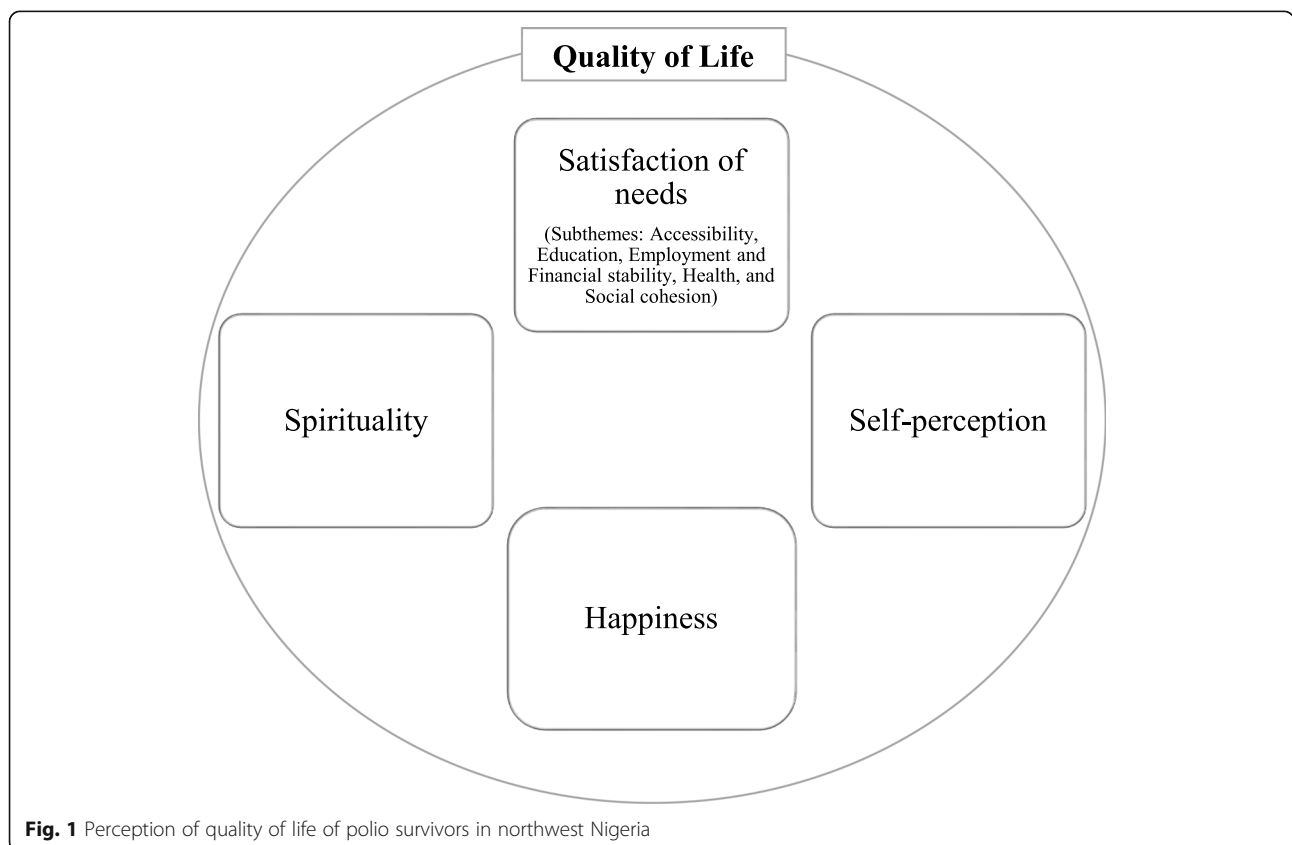 Quality of Life
Satisfaction of
needs
(Subthemes: Accessibility,
Education, Employment and
Financial stability, Health, and
Social cohesion)
Spirituality
Self-perception
Happiness
Fig. 1 Perception of quality of life of polio survivors in northwest Nigeria